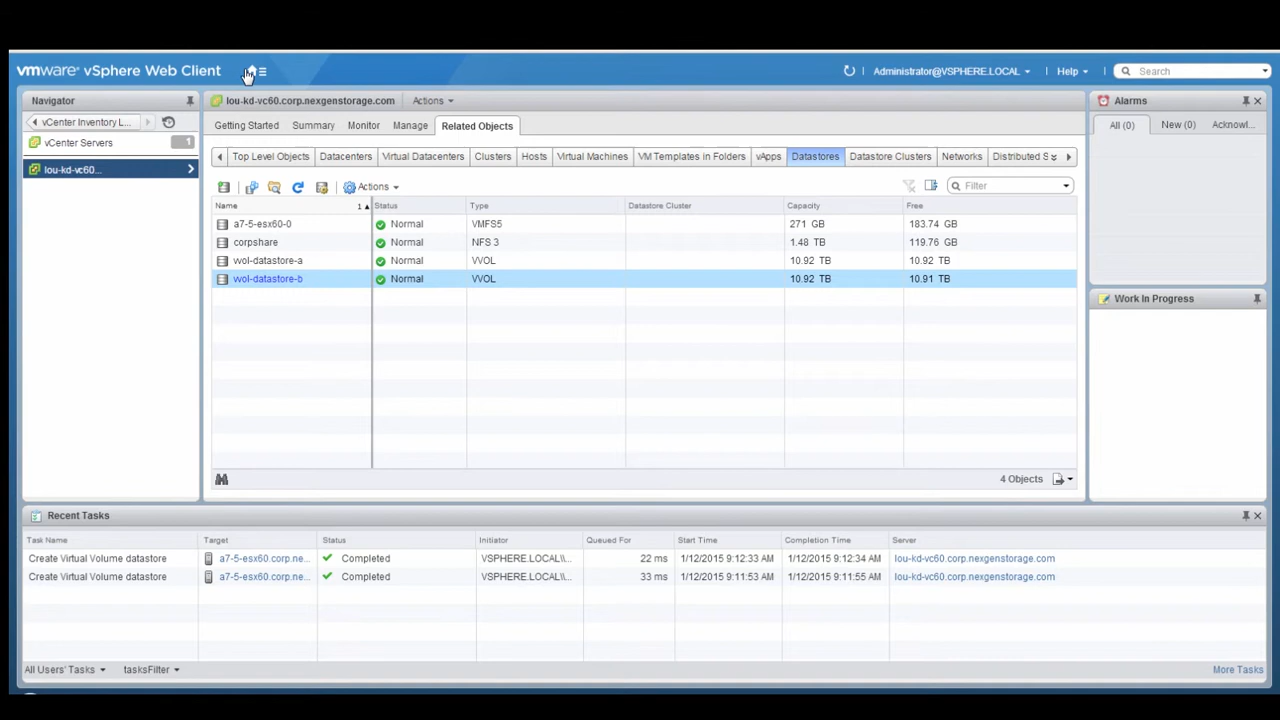 vmware® vSphere Web Client
Administrator@VSPHERE.LOCAL
Help
Search
Navigator
vCenter Inventory L...
vCenter Servers 1
lou-kd-vc60...
lou-kd-vc60.corp.nexgenstorage.com Actions
Getting Started Summary Monitor Manage Related Objects
Top Level Objects Datacenters Virtual Datacenters Clusters Hosts Virtual Machines VM Templates in Folders vApps Datastores Datastore Clusters Networks Distributed S
Actions
Filter
Name 1 Status Type Datastore Cluster Capacity Free
a7-5-esx60-0 Normal VMFS5 271 GB 183.74 GB
corpshare Normal NFS 3 1.48 TB 119.76 GB
vvol-datastore-a Normal VVOL 10.92 TB 10.92 TB
vvol-datastore-b Normal VVOL 10.92 TB 10.91 TB
4 Objects
Alarms
All (0) New (0) Acknowl...
Work In Progress
Recent Tasks
Task Name Target Status Initiator Queued For Start Time Completion Time Server
Create Virtual Volume datastore a7-5-esx60.corp.ne... Completed VSPHERE.LOCAL\\... 22 ms 1/12/2015 9:12:33 AM 1/12/2015 9:12:34 AM lou-kd-vc60.corp.nexgenstorage.com
Create Virtual Volume datastore a7-5-esx60.corp.ne... Completed VSPHERE.LOCAL\\... 33 ms 1/12/2015 9:11:53 AM 1/12/2015 9:11:55 AM lou-kd-vc60.corp.nexgenstorage.com
All Users' Tasks tasksFilter More Tasks